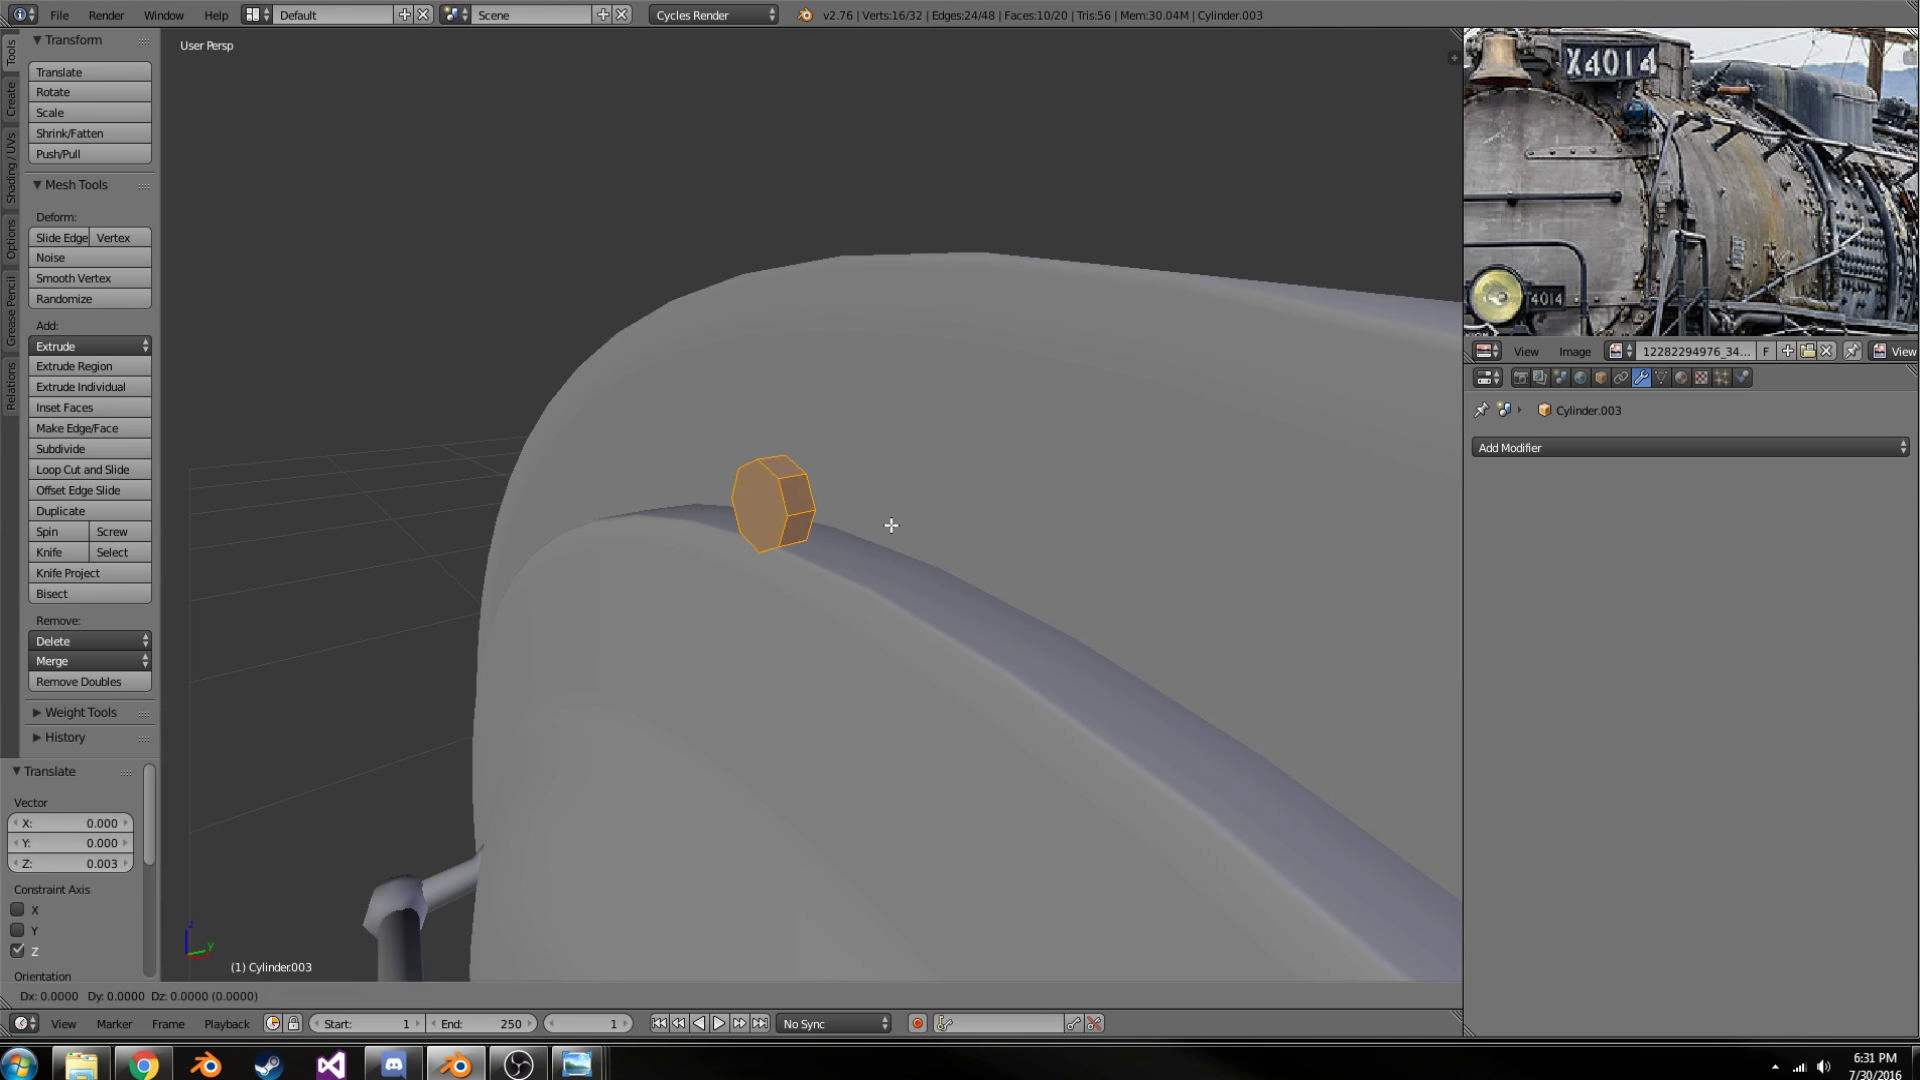 File Render Window Help Default Scene Cycles Render v2.76 | Verts:16/32 | Edges:24/48 | Faces:10/20 | Tris:56 | Mem:30.04M | Cylinder.003
Tools
Create
Shading / UVs
Options
Grease Pencil
Relations
Transform
Translate
Rotate
Scale
Shrink/Fatten
Push/Pull
Mesh Tools
Deform:
Slide Edge Vertex
Noise
Smooth Vertex
Randomize
Add:
Extrude
Extrude Region
Extrude Individual
Inset Faces
Make Edge/Face
Subdivide
Loop Cut and Slide
Offset Edge Slide
Duplicate
Spin Screw
Knife Select
Knife Project
Bisect
Remove:
Delete
Merge
Remove Doubles
Weight Tools
History
Translate
Vector
X: 0.000
Y: 0.000
Z: 0.003
Constraint Axis
X
Y
Z
Orientation
User Persp
z
y
(1) Cylinder.003
X4014
4014
View Image 12282294976_34... F View
Cylinder.003
Add Modifier
Dx: 0.0000 Dy: 0.0000 Dz: 0.0000 (0.0000)
View Marker Frame Playback Start: 1 End: 250 1 No Sync
6:31 PM
7/30/2016